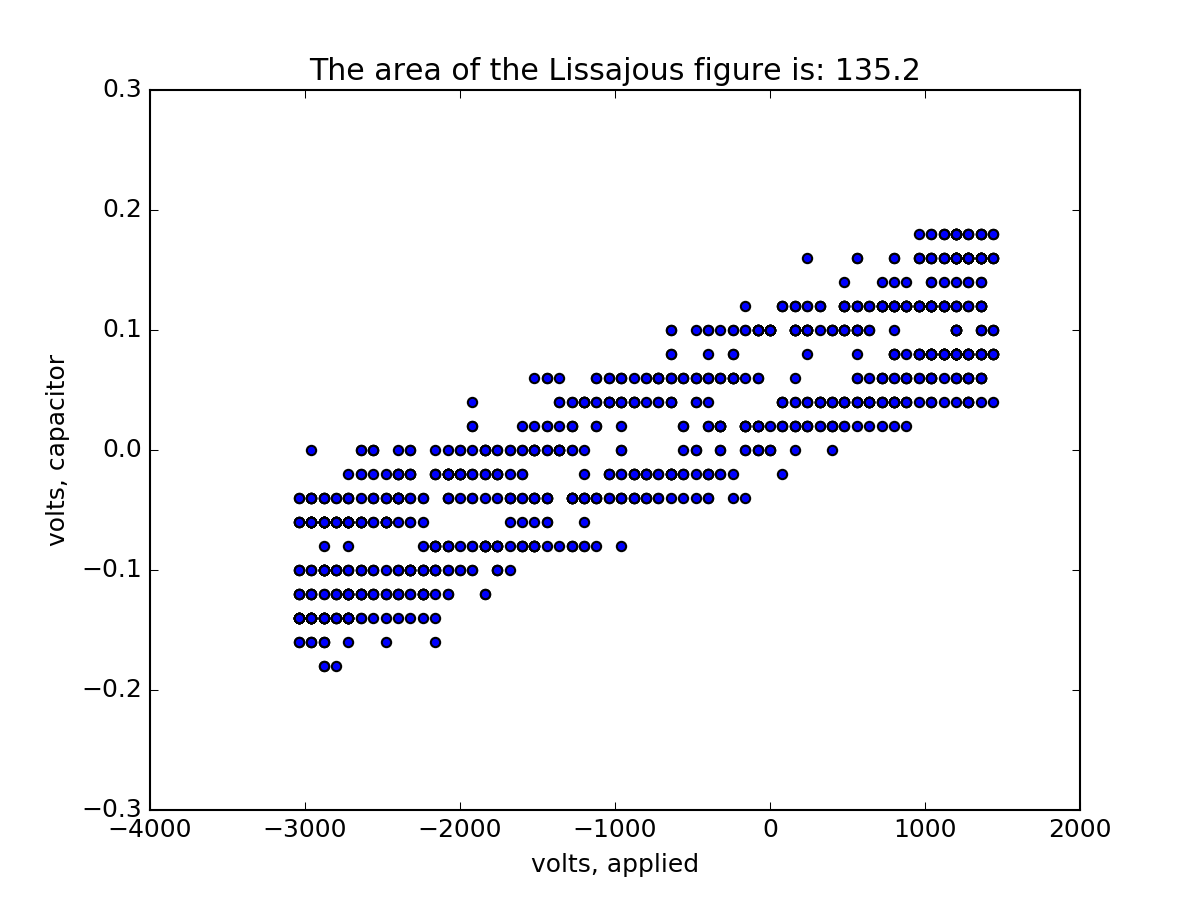 The area of the Lissajous figure is: 135.2
0.3
0.2
0.1
0.0
−0.1
−0.2
−0.3
volts, capacitor
−4000 −3000 −2000 −1000 0 1000 2000
volts, applied